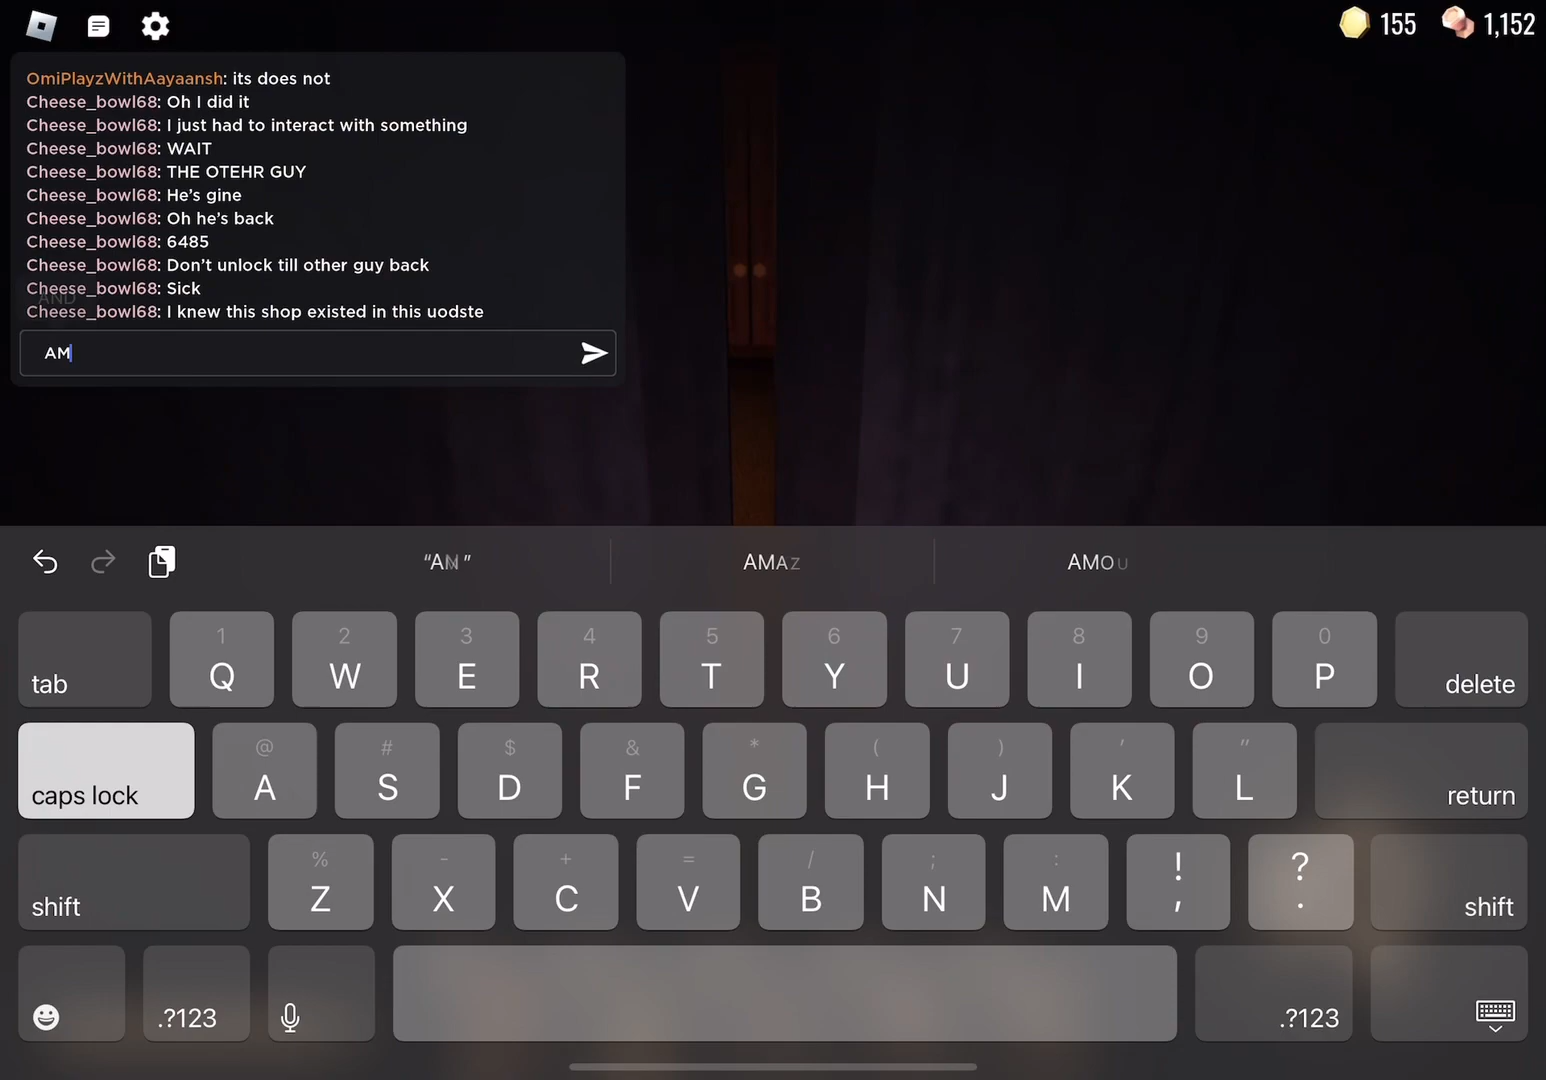 155 1,152
OmiPlayzWithAayaansh: its does not
Cheese_bowl68: Oh I did it
Cheese_bowl68: I just had to interact with something
Cheese_bowl68: WAIT
Cheese_bowl68: THE OTEHR GUY
Cheese_bowl68: He's gine
Cheese_bowl68: Oh he's back
Cheese_bowl68: 6485
Cheese_bowl68: Don't unlock till other guy back
Cheese_bowl68: Sick
AND
Cheese_bowl68: I knew this shop existed in this uodste
AM
AMAZ AMOU
1 2 3 4 5 6 7 8 9 0
tab Q W E R T Y U I O P delete
@ # $ & * ( ) ' "
caps lock A S D F G H J K L return
% - + = / ; : ! ?
shift Z X C V B N M , . shift
.?123 .?123